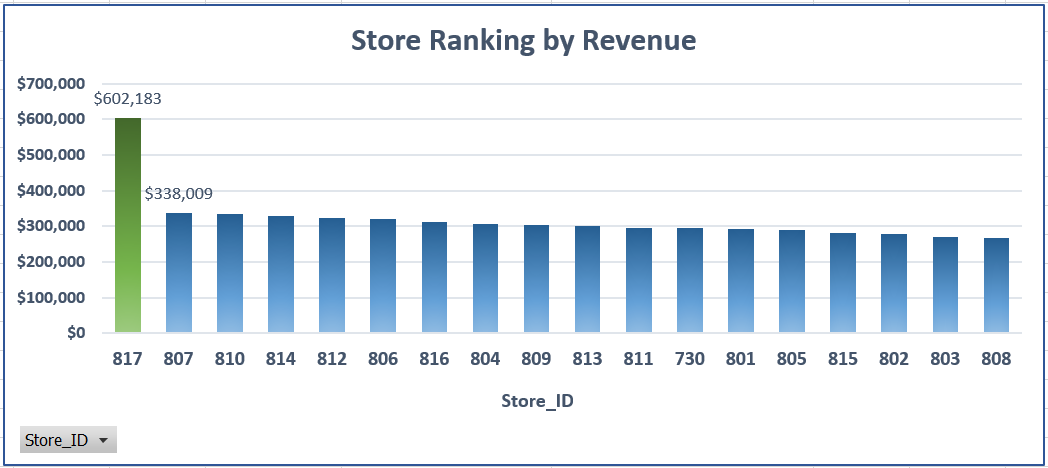 Store Ranking by Revenue
$700,000
$602,183
$600,000
$500,000
$400,000
$338,009
$300,000
$200,000
$100,000
$0
817 807 810 814 812 806 816 804 809 813 811 730 801 805 815 802 803 808
Store_ID
Store_ID